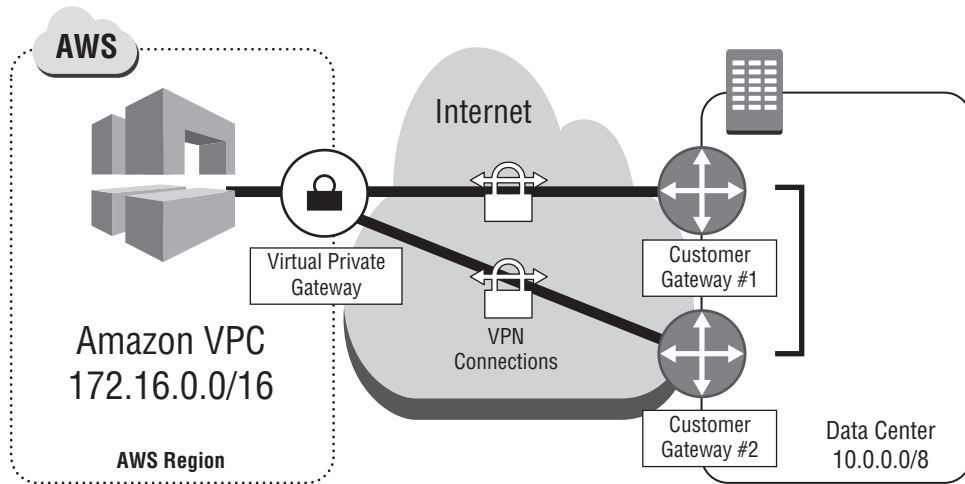 AWS
Internet
Virtual Private
Gateway
Customer
Gateway #1
VPN
Connections
Amazon VPC
172.16.0.0/16
Customer
Gateway #2
Data Center
10.0.0.0/8
AWS Region